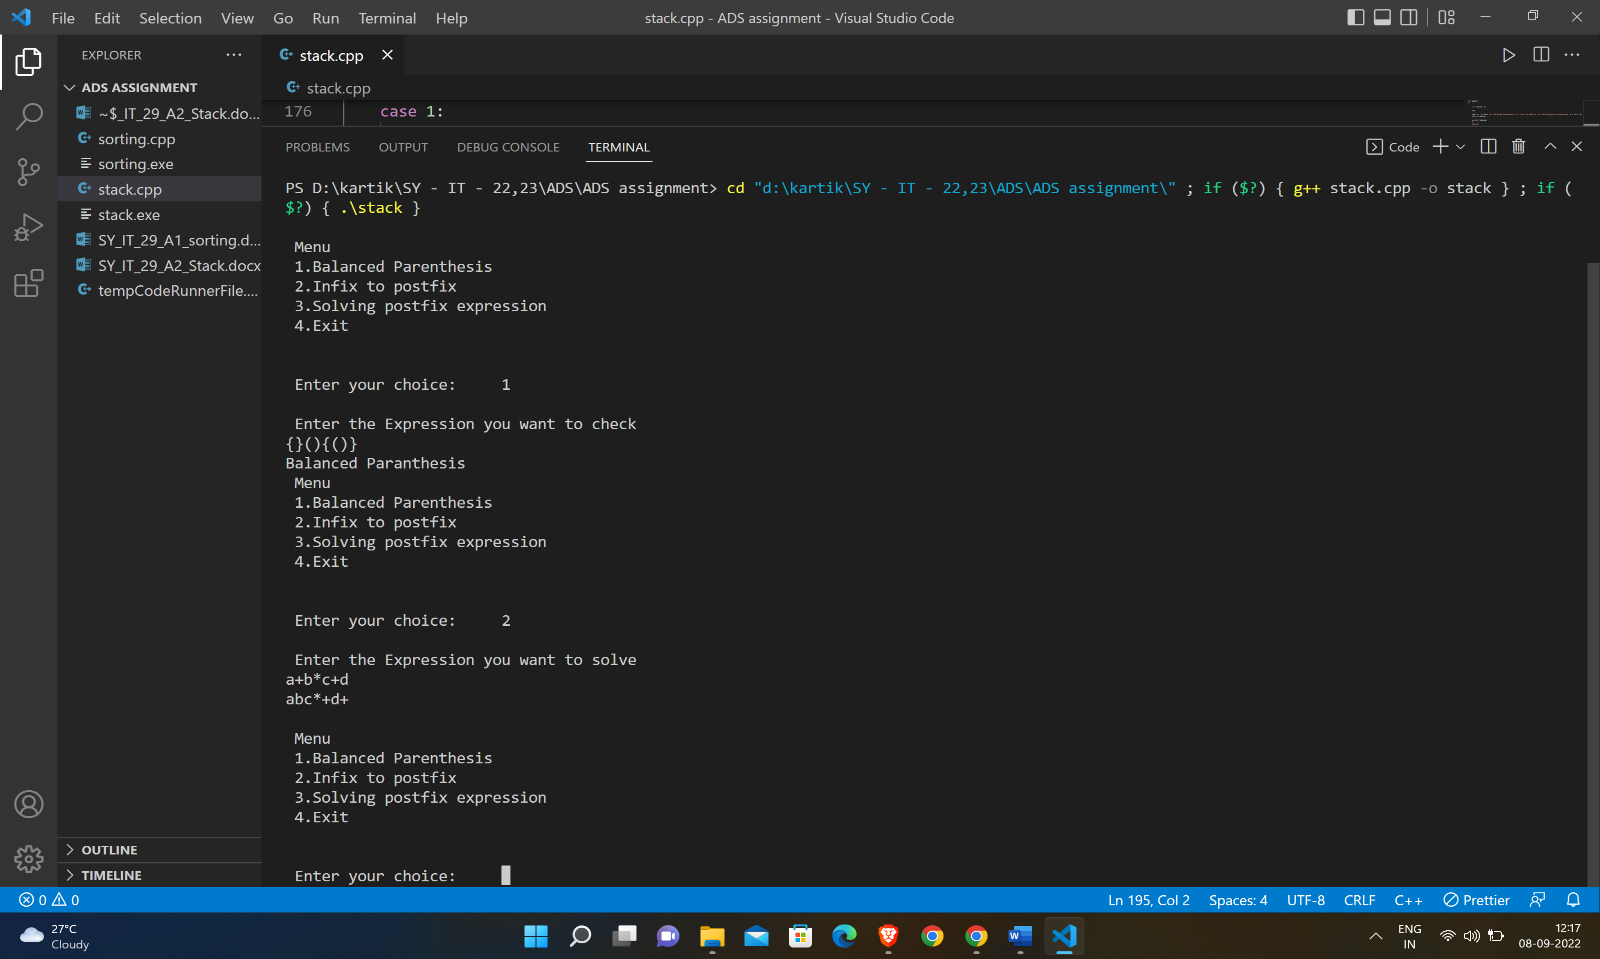 File Edit Selection View Go Run Terminal Help
stack.cpp - ADS assignment - Visual Studio Code
EXPLORER
ADS ASSIGNMENT
~$_IT_29_A2_Stack.do...
sorting.cpp
sorting.exe
stack.cpp
stack.exe
SY_IT_29_A1_sorting.d...
SY_IT_29_A2_Stack.docx
tempCodeRunnerFile....
OUTLINE
TIMELINE
stack.cpp
stack.cpp
176 case 1:
PROBLEMS OUTPUT DEBUG CONSOLE TERMINAL
Code
PS D:\kartik\SY - IT - 22,23\ADS\ADS assignment> cd "d:\kartik\SY - IT - 22,23\ADS\ADS assignment\" ; if ($?) { g++ stack.cpp -o stack } ; if (
$?) { .\stack }
Menu
1.Balanced Parenthesis
2.Infix to postfix
3.Solving postfix expression
4.Exit
Enter your choice: 1
Enter the Expression you want to check
{}(){()}
Balanced Paranthesis
Menu
1.Balanced Parenthesis
2.Infix to postfix
3.Solving postfix expression
4.Exit
Enter your choice: 2
Enter the Expression you want to solve
a+b*c+d
abc*+d+
Menu
1.Balanced Parenthesis
2.Infix to postfix
3.Solving postfix expression
4.Exit
Enter your choice:
0 0
Ln 195, Col 2 Spaces: 4 UTF-8 CRLF C++ Prettier
27°C
Cloudy
ENG
IN
12:17
08-09-2022